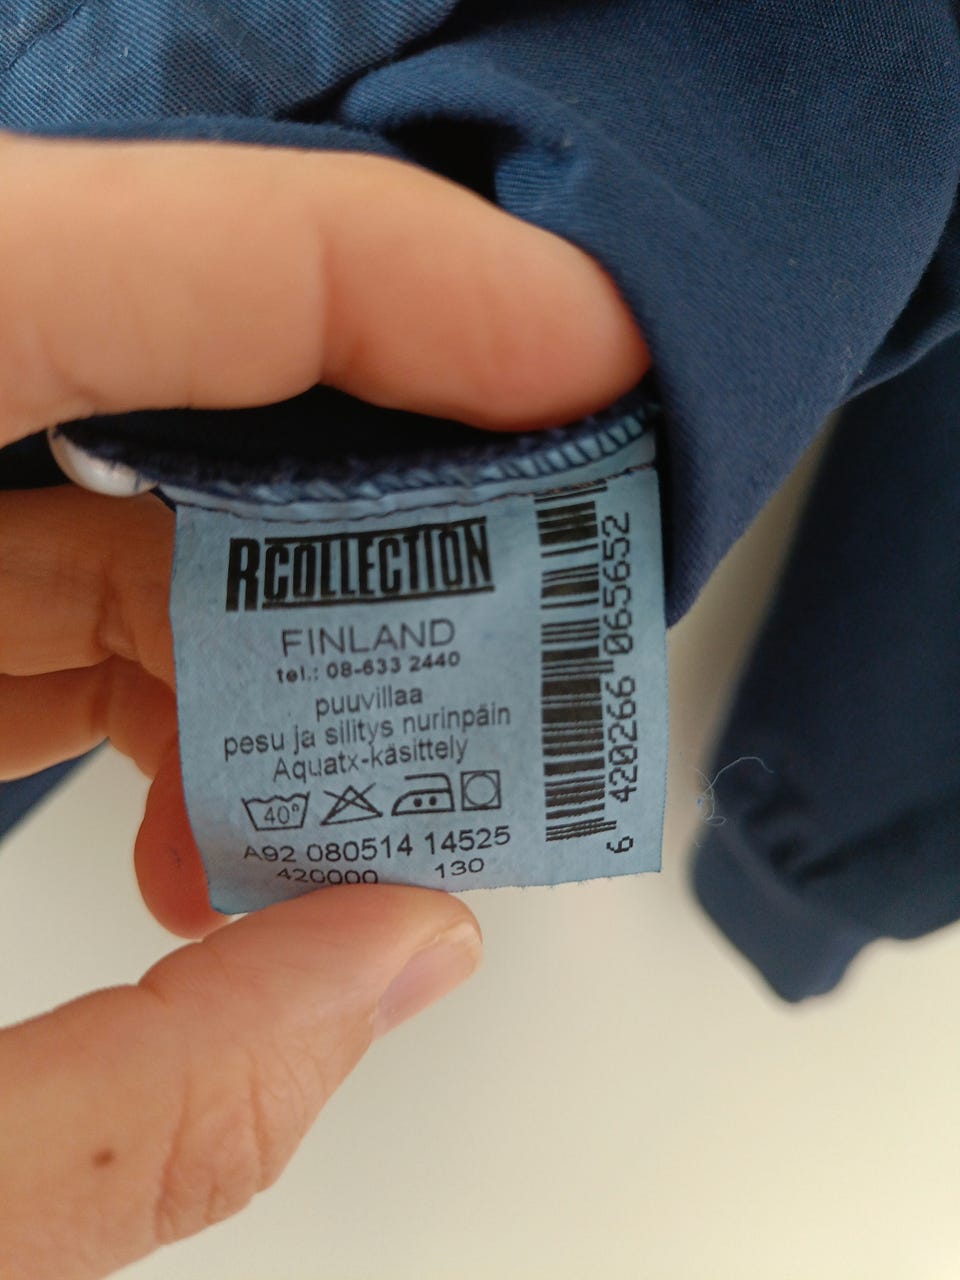 RCOLLECTION
FINLAND
tel.: 08-633 2440
puuvillaa
pesu ja silitys nurinpäin
Aquatx-käsittely
40°
A92 080514 14525
420000 130
6 420266 065652